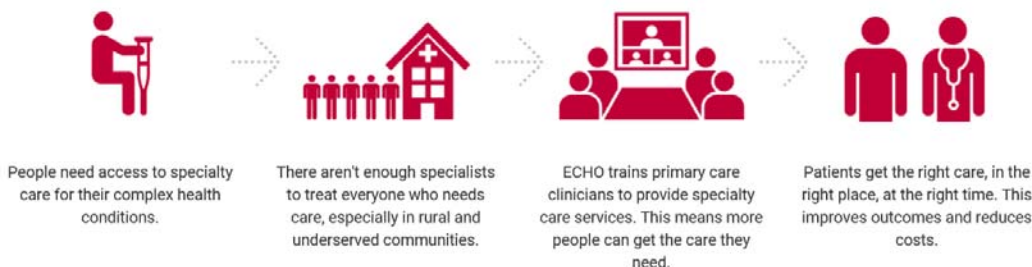 People need access to specialty
care for their complex health
conditions.
There aren't enough specialists
to treat everyone who needs
care, especially in rural and
underserved communities.
ECHO trains primary care
clinicians to provide specialty
care services. This means more
people can get the care they
need.
Patients get the right care, in the
right place, at the right time. This
improves outcomes and reduces
costs.